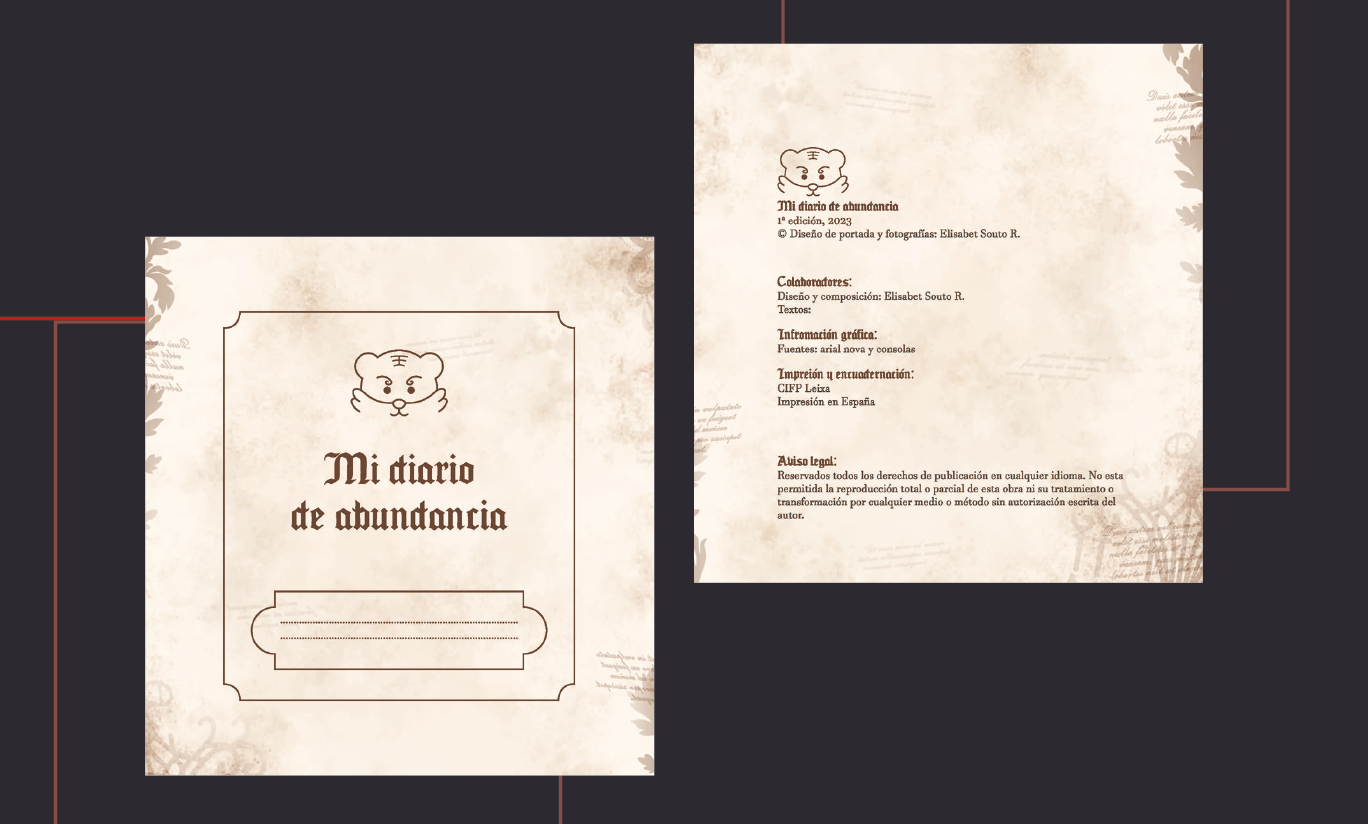 Mi diario
de abundancia
Mi diario de abundancia
1ª edición, 2023
© Diseño de portada y fotografías: Elisabet Souto R.
Colaboradores:
Diseño y composición: Elisabet Souto R.
Textos:
Infromación gráfica:
Fuentes: arial nova y consolas
Impreión y encuadernación:
CIFP Leixa
Impresión en España
Aviso legal:
Reservados todos los derechos de publicación en cualquier idioma. No esta
permitida la reproducción total o parcial de esta obra ni su tratamiento o
transformación por cualquier medio o método sin autorización escrita del
autor.